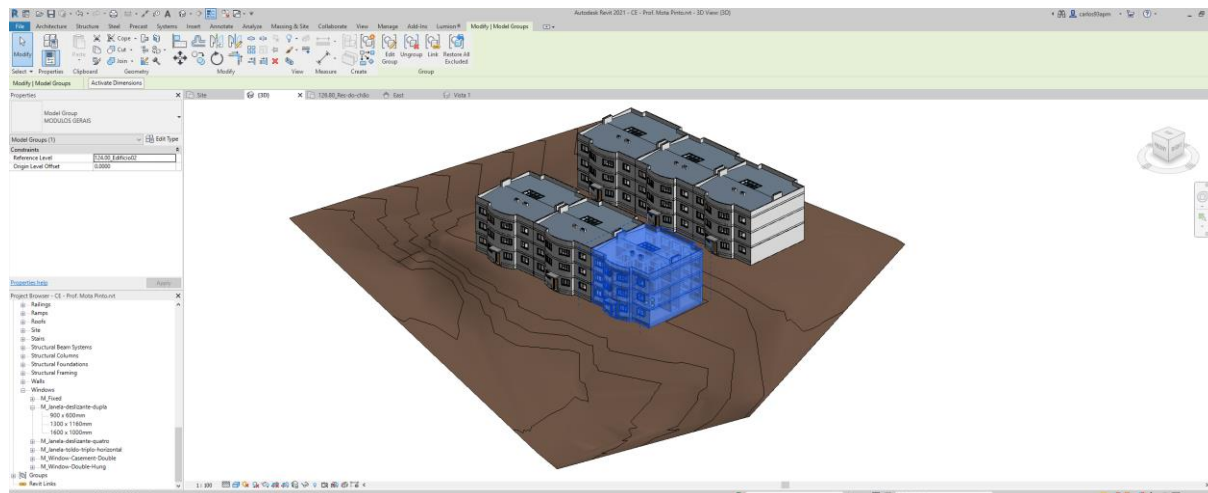 Autodesk Revit 2021 - CE - Prof. Mota Pinto.rvt - 3D View: {3D}
carlos93apm
File Architecture Structure Steel Precast Systems Insert Annotate Analyze Massing & Site Collaborate View Manage Add-Ins Lumion® Modify | Model Groups
Modify
Paste
Cope
Cut
Join
Edit Group
Ungroup
Link
Restore All Excluded
Select Properties Clipboard Geometry Modify View Measure Create Group
Modify | Model Groups Activate Dimensions
Properties
Site {3D} 126.80_Res-do-chão East Vista 1
Model Group
MODULOS GERAIS
Model Groups (1) Edit Type
Constraints
Reference Level 124.00_Edificio02
Origin Level Offset 0.0000
Properties help Apply
Project Browser - CE - Prof. Mota Pinto.rvt
Railings
Ramps
Roofs
Site
Stairs
Structural Beam Systems
Structural Columns
Structural Foundations
Structural Framing
Walls
Windows
M_Fixed
M_Janela-deslizante-dupla
900 x 600mm
1300 x 1160mm
1600 x 1000mm
M_Janela-deslizante-quatro
M_Janela-toldo-triplo-horizontal
M_Window-Casement-Double
M_Window-Double-Hung
Groups
Revit Links
1 : 100